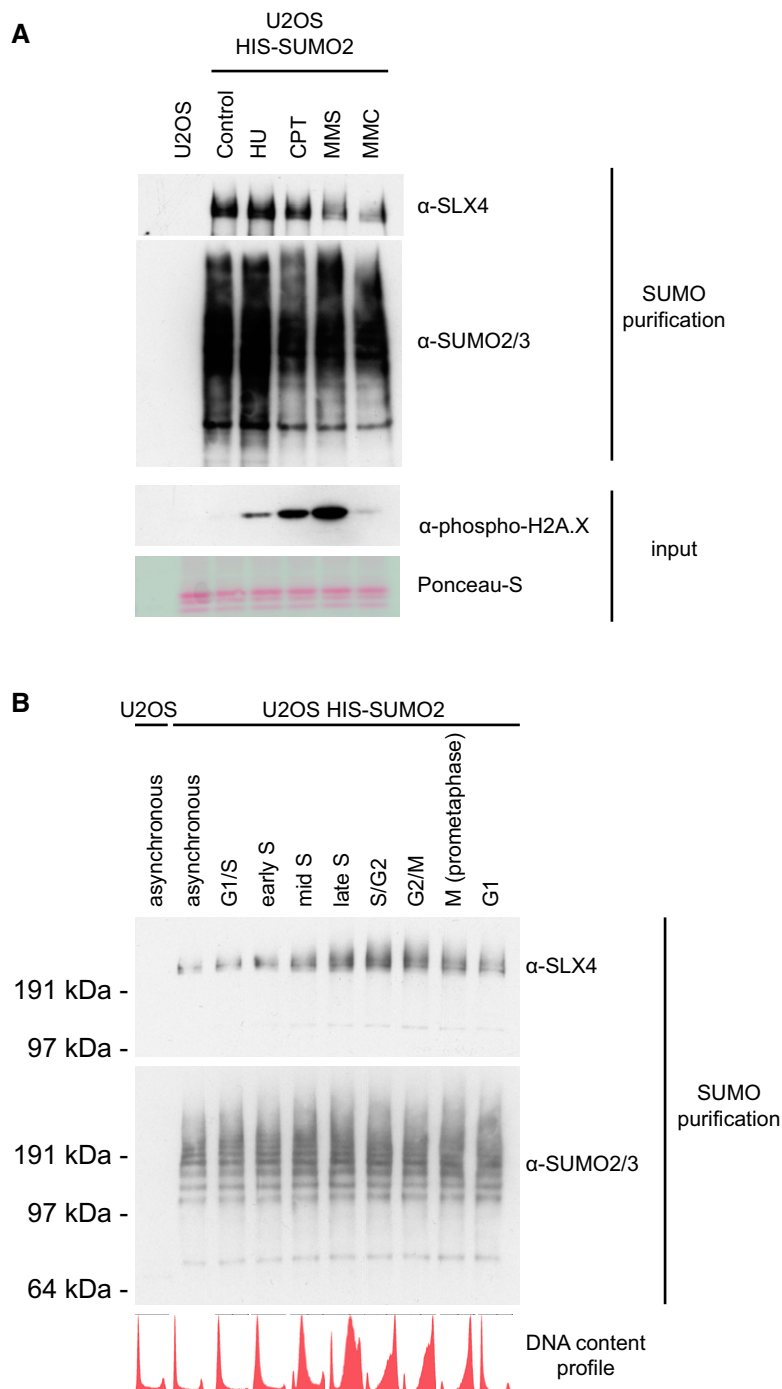 A
U2OS
HIS-SUMO2
U2OS
Control
HU
CPT
MMS
MMC
α-SLX4
α-SUMO2/3
SUMO
purification
α-phospho-H2A.X
Ponceau-S
input
B
U2OS
U2OS HIS-SUMO2
asynchronous
asynchronous
G1/S
early S
mid S
late S
S/G2
G2/M
M (prometaphase)
G1
α-SLX4
191 kDa -
97 kDa -
α-SUMO2/3
191 kDa -
97 kDa -
64 kDa -
SUMO
purification
DNA content
profile